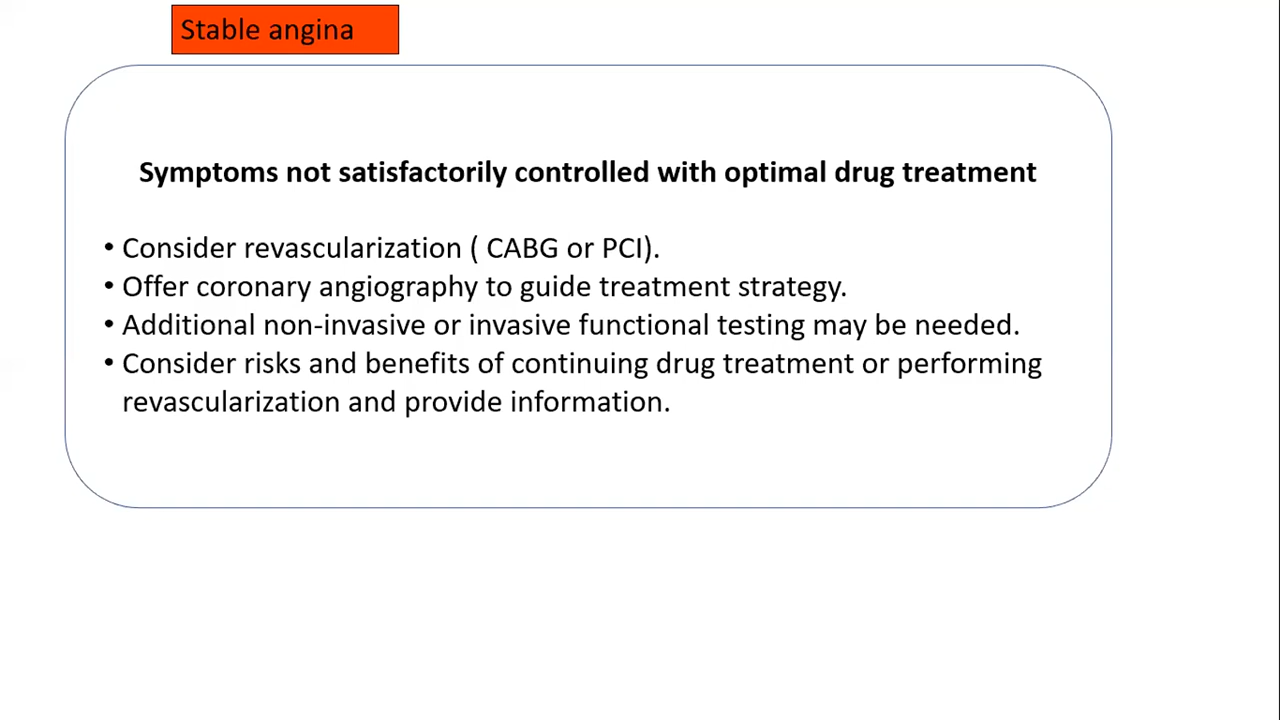 Stable angina
Symptoms not satisfactorily controlled with optimal drug treatment
• Consider revascularization ( CABG or PCI).
• Offer coronary angiography to guide treatment strategy.
• Additional non-invasive or invasive functional testing may be needed.
• Consider risks and benefits of continuing drug treatment or performing
revascularization and provide information.